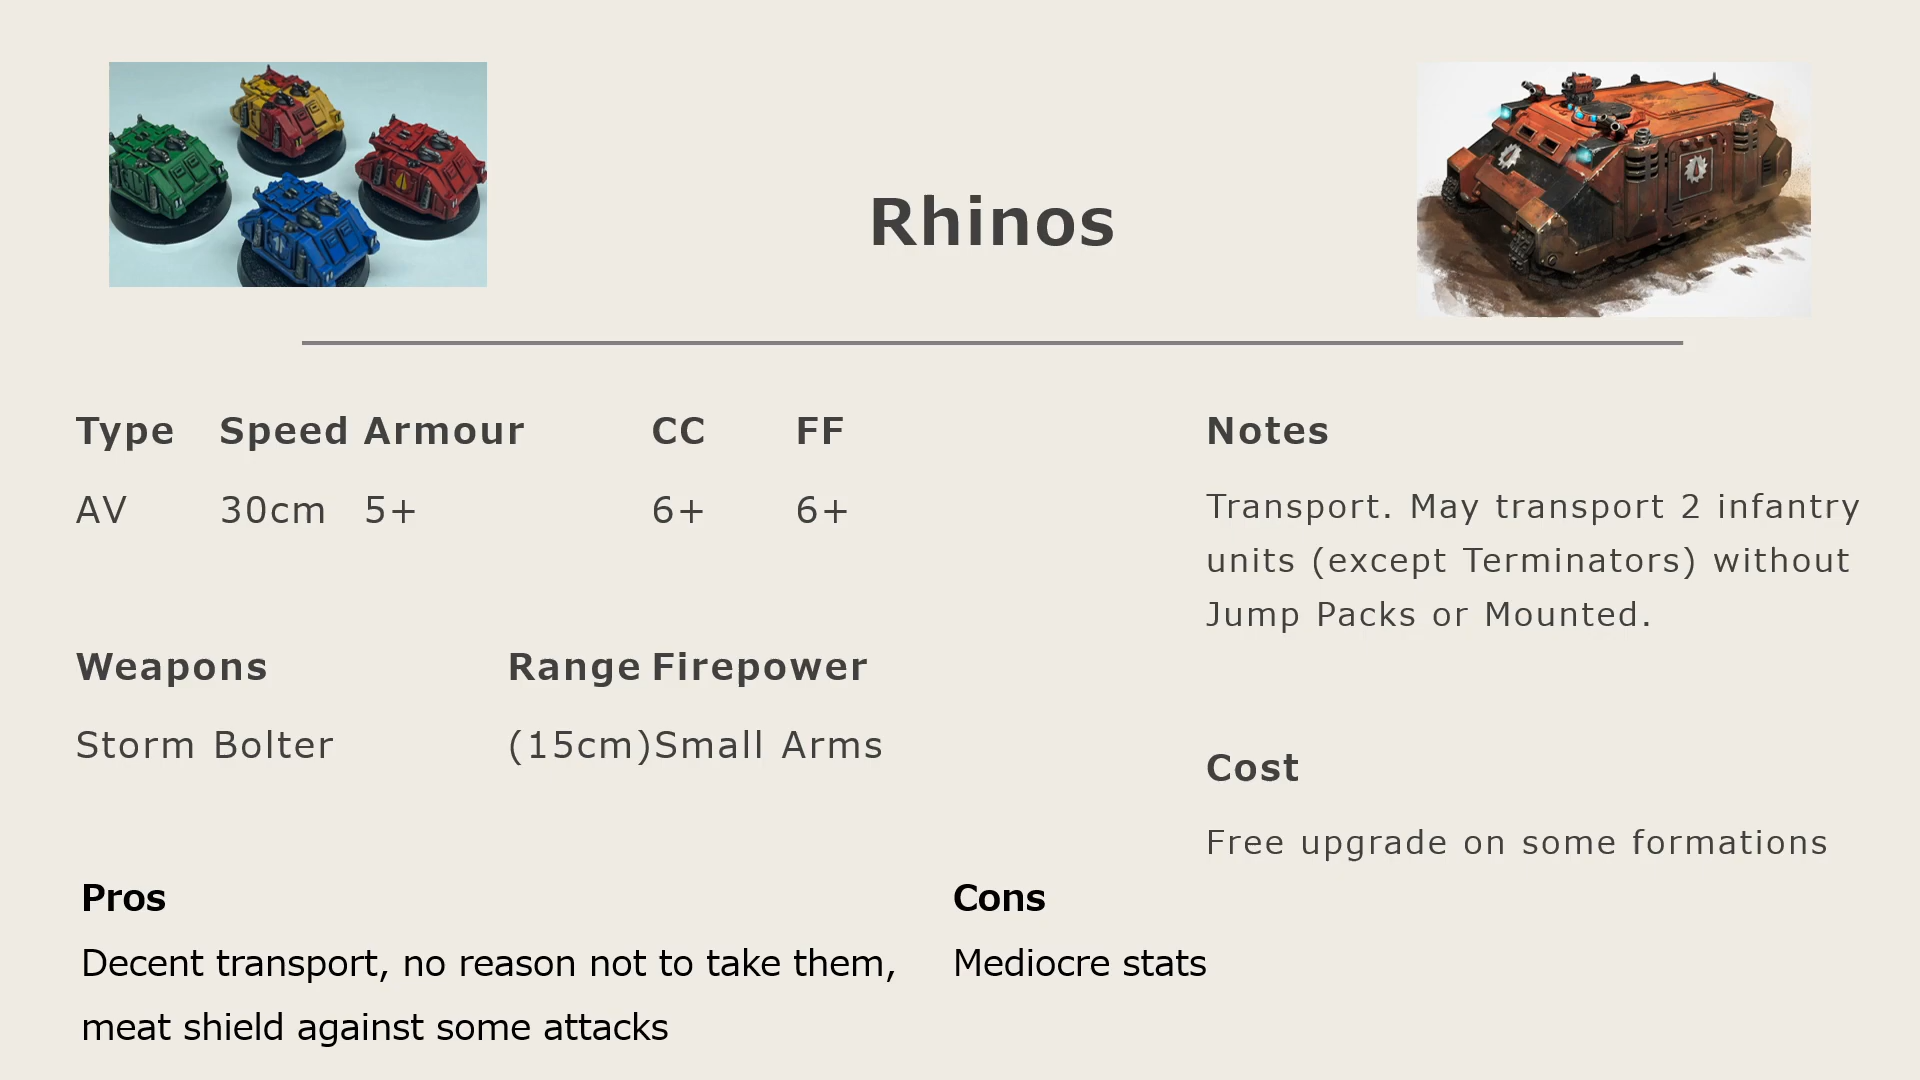 Rhinos
Type Speed Armour CC FF
AV 30cm 5+ 6+ 6+
Weapons Range Firepower
Storm Bolter (15cm) Small Arms
Notes
Transport. May transport 2 infantry
units (except Terminators) without
Jump Packs or Mounted.
Cost
Free upgrade on some formations
Pros
Decent transport, no reason not to take them,
meat shield against some attacks
Cons
Mediocre stats